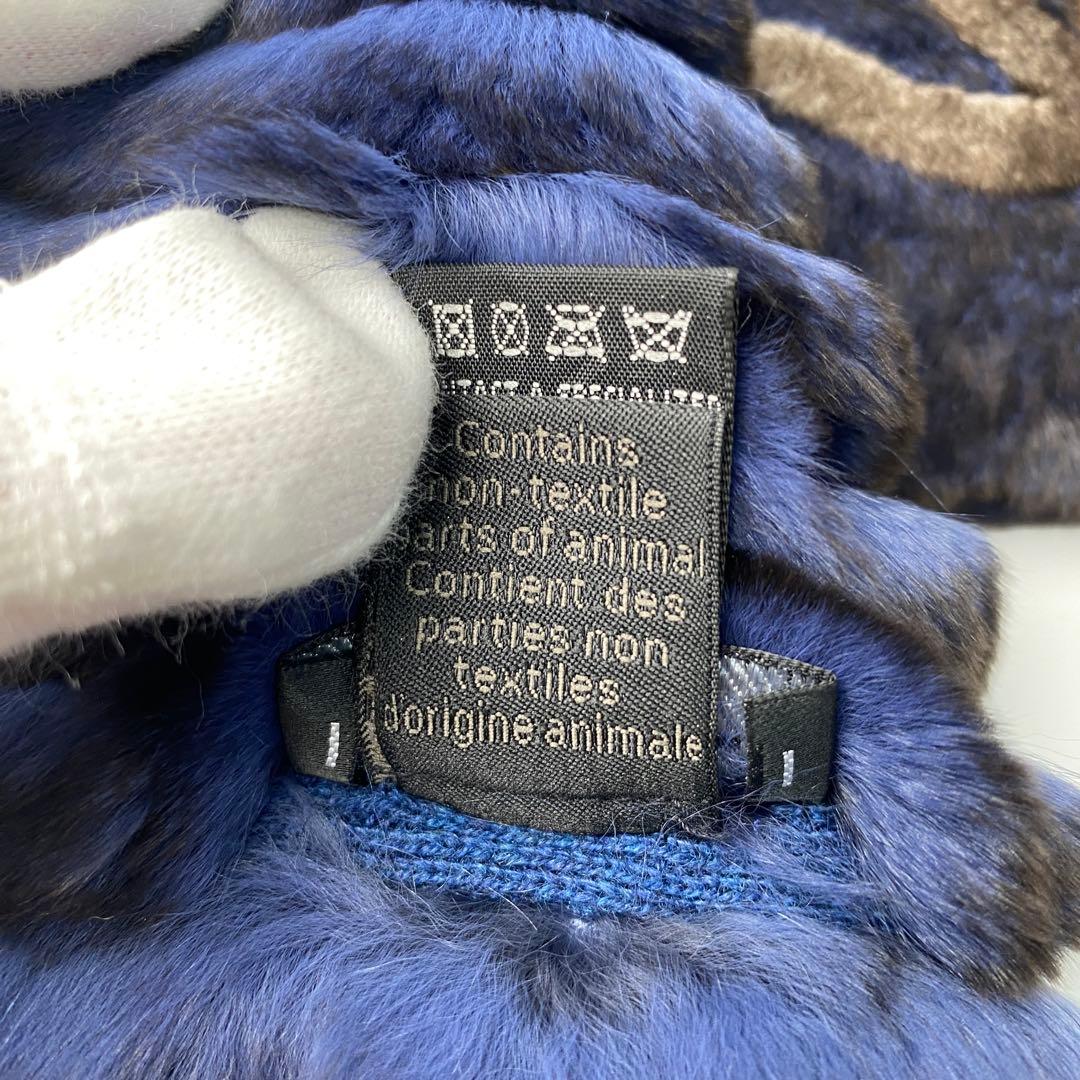 Contains
non-textile
parts of animal
Contient des
parties non
textiles
d'origine animale